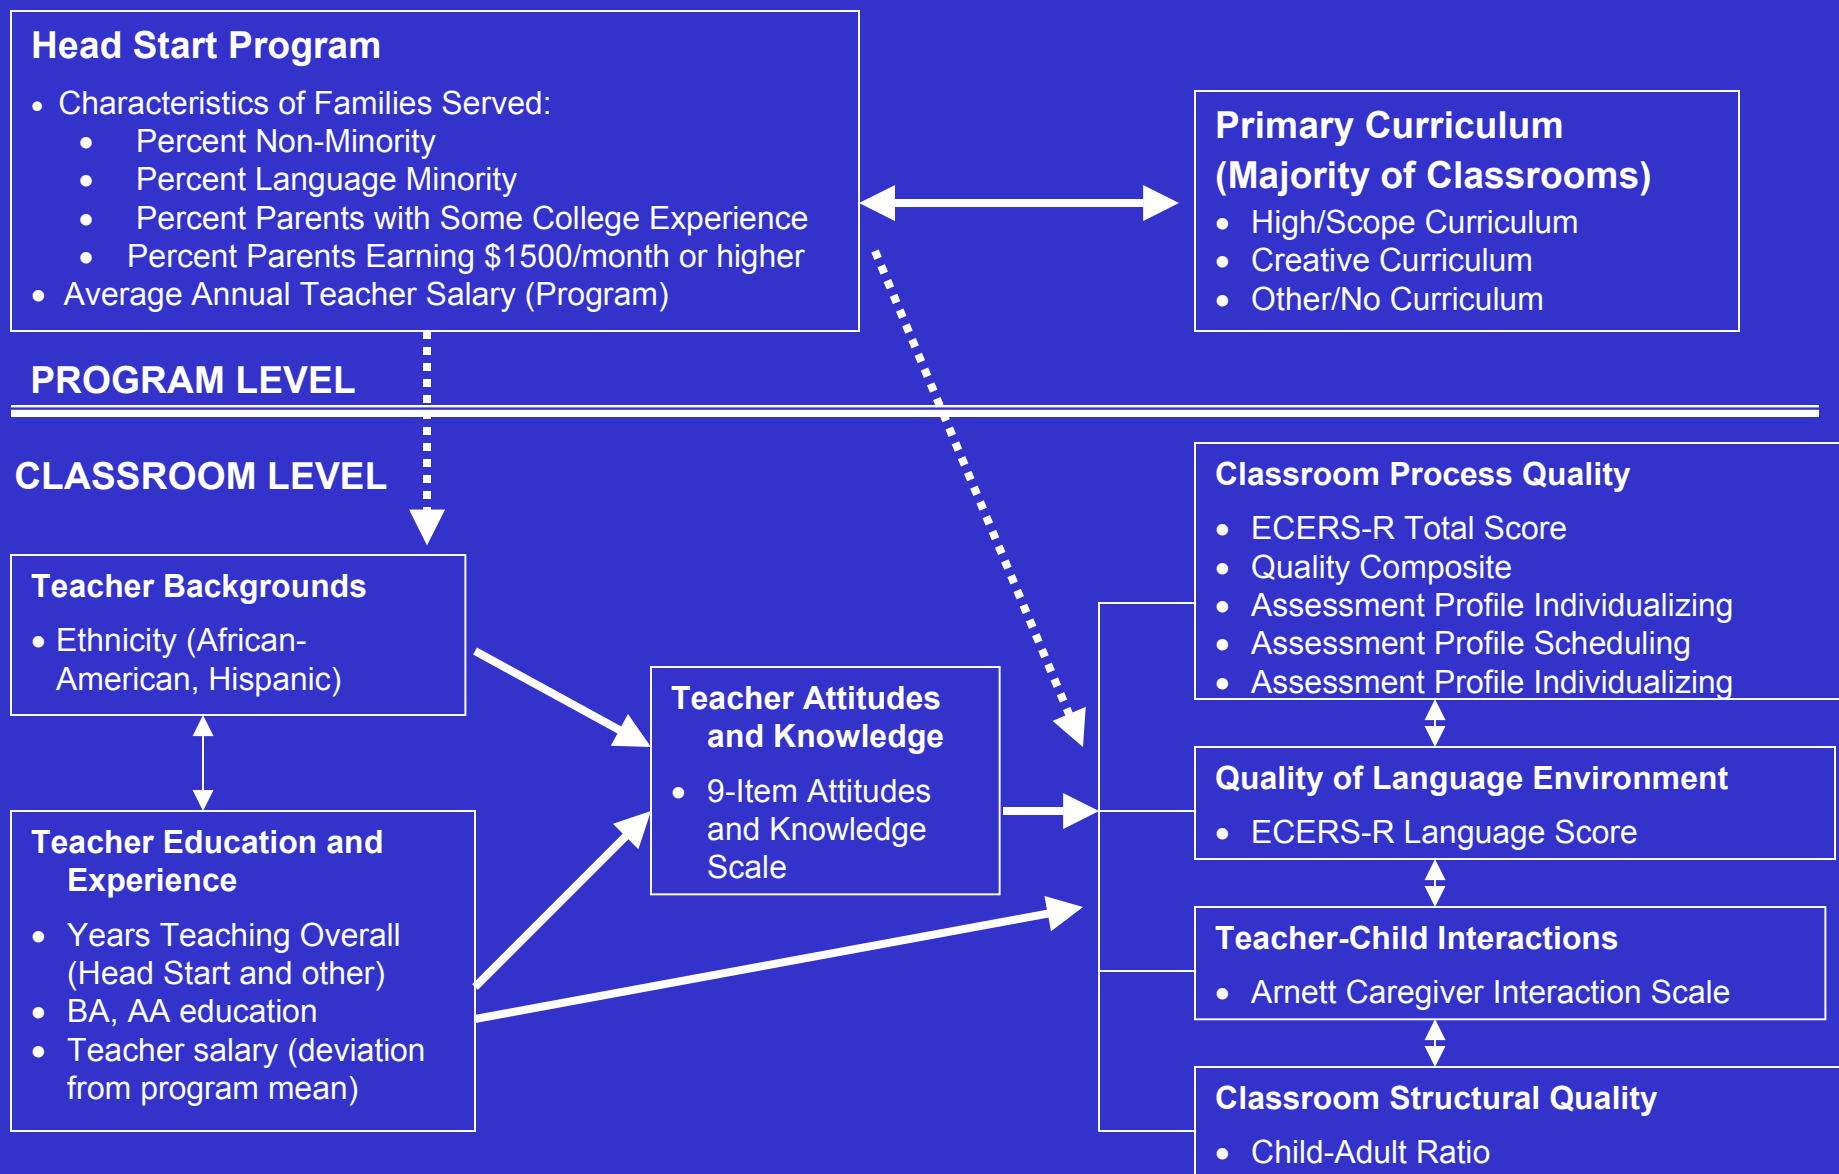 Head Start Program
• Characteristics of Families Served:
• Percent Non-Minority
• Percent Language Minority
• Percent Parents with Some College Experience
• Percent Parents Earning $1500/month or higher
• Average Annual Teacher Salary (Program)
Primary Curriculum
(Majority of Classrooms)
• High/Scope Curriculum
• Creative Curriculum
• Other/No Curriculum
PROGRAM LEVEL
CLASSROOM LEVEL
Teacher Backgrounds
• Ethnicity (African-
American, Hispanic)
Teacher Education and
Experience
• Years Teaching Overall
(Head Start and other)
• BA, AA education
• Teacher salary (deviation
from program mean)
Teacher Attitudes
and Knowledge
• 9-Item Attitudes
and Knowledge
Scale
Classroom Process Quality
• ECERS-R Total Score
• Quality Composite
• Assessment Profile Individualizing
• Assessment Profile Scheduling
• Assessment Profile Individualizing
Quality of Language Environment
• ECERS-R Language Score
Teacher-Child Interactions
• Arnett Caregiver Interaction Scale
Classroom Structural Quality
• Child-Adult Ratio